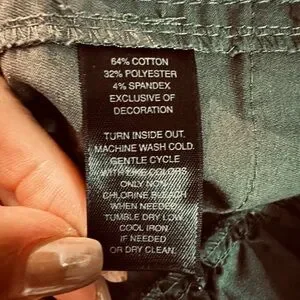 64% COTTON
32% POLYESTER
4% SPANDEX
EXCLUSIVE OF
DECORATION
TURN INSIDE OUT.
MACHINE WASH COLD.
GENTLE CYCLE
WITH LIKE COLORS.
ONLY NON
CHLORINE BLEACH
WHEN NEEDED.
TUMBLE DRY LOW.
COOL IRON
IF NEEDED
OR DRY CLEAN.